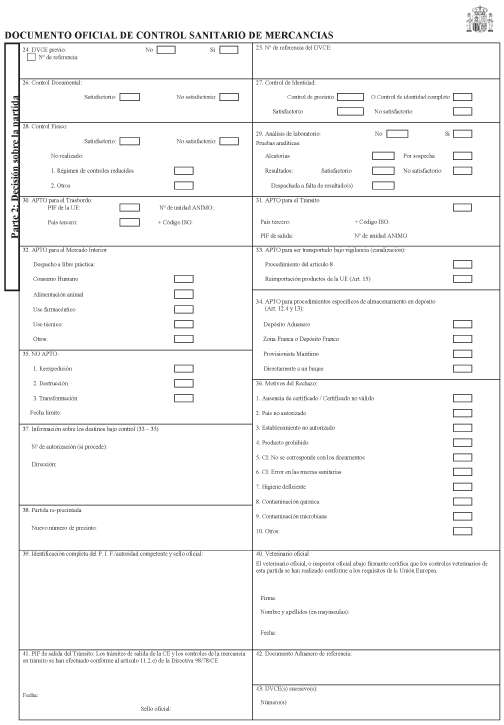 DOCUMENTO OFICIAL DE CONTROL SANITARIO DE MERCANCIAS
Parte 2: Decisión sobre la partida
24. DVCE previo: No Si
Nº de referencia
25. Nº de referencia del DVCE:
26. Control Documental:
Satisfactorio: No satisfactorio:
27. Control de Identidad:
Control de precinto O Control de identidad completo
Satisfactorio No satisfactorio
28. Control Físico:
Satisfactorio: No satisfactorio:
No realizado:
1. Régimen de controles reducidos
2. Otros
29. Análisis de laboratorio: No Si
Pruebas analíticas:
Aleatorias Por sospecha:
Resultados: Satisfactorio No satisfactorio
Despachada a falta de resultado(s)
30. APTO para el Trasbordo:
PIF de la UE: Nº de unidad ANIMO:
País tercero: + Código ISO:
31. APTO para el Tránsito
País tercero: + Código ISO:
PIF de salida: Nº de unidad ANIMO
32. APTO para el Mercado Interior
Despacho a libre práctica:
Consumo Humano
Alimentación animal
Uso farmacéutico
Uso técnico
Otros
33. APTO para ser transportado bajo vigilancia (canalización):
Procedimiento del artículo 8
Reimportación productos de la UE (Art. 15)
34. APTO para procedimientos específicos de almacenamiento en depósito
(Art. 12.4 y 13):
Depósito Aduanero
Zona Franca o Depósito Franco
Provisionista Marítimo
Directamente a un buque
35. NO APTO:
1. Reexpedición
2. Destrucción
3. Transformación
Fecha límite:
36. Motivos del Rechazo:
1. Ausencia de certificado / Certificado no válido
2. País no autorizado
3. Establecimiento no autorizado
4. Producto prohibido
5. CI: No se corresponde con los documentos
6. CI: Error en las marcas sanitarias
7. Higiene deficiente
8. Contaminación química
9. Contaminación microbiana
10. Otros:
37. Información sobre los destinos bajo control (33 – 35)
Nº de autorización (si procede):
Dirección:
38. Partida re-precintada
Nuevo número de precinto:
39. Identificación completa del P. I. F./autoridad competente y sello oficial:
40. Veterinario oficial
El veterinario oficial, o inspector oficial abajo firmante certifica que los controles veterinarios de
esta partida se han realizado conforme a los requisitos de la Unión Europea.
Firma:
Nombre y apellidos (en mayúsculas):
Fecha:
41. PIF de salida del Tránsito: Los trámites de salida de la CE y los controles de la mercancía
en tránsito se han efectuado conforme al artículo 11.2.e) de la Directiva 98/78/CE
Fecha:
Sello oficial:
42. Documento Aduanero de referencia:
43. DVCE(s) sucesivo(s):
Número(s)